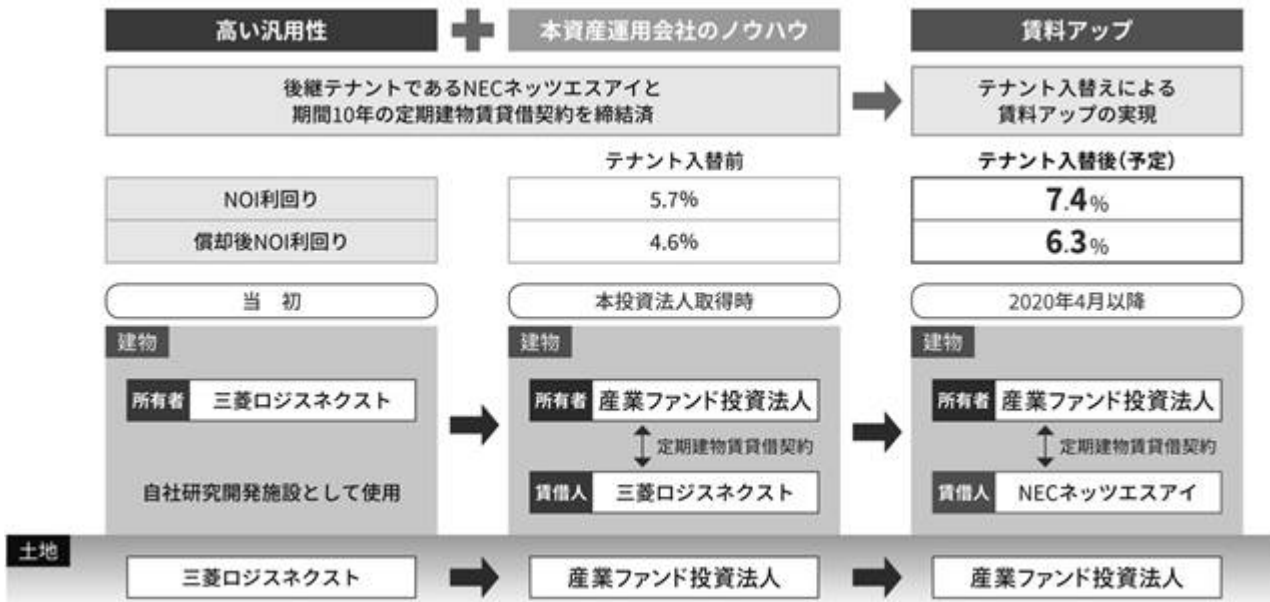 高い汎用性
本資産運用会社のノウハウ
賃料アップ
後継テナントであるNECネッツエスアイと
期間10年の定期建物賃貸借契約を締結済
テナント入替えによる
賃料アップの実現
テナント入替前
テナント入替後(予定)
NOI利回り
5.7%
7.4%
償却後NOI利回り
4.6%
6.3%
当 初
本投資法人取得時
2020年4月以降
建物
建物
建物
所有者 三菱ロジスネクスト
所有者 産業ファンド投資法人
所有者 産業ファンド投資法人
定期建物賃貸借契約
定期建物賃貸借契約
自社研究開発施設として使用
賃借人 三菱ロジスネクスト
賃借人 NECネッツエスアイ
土地
三菱ロジスネクスト
産業ファンド投資法人
産業ファンド投資法人